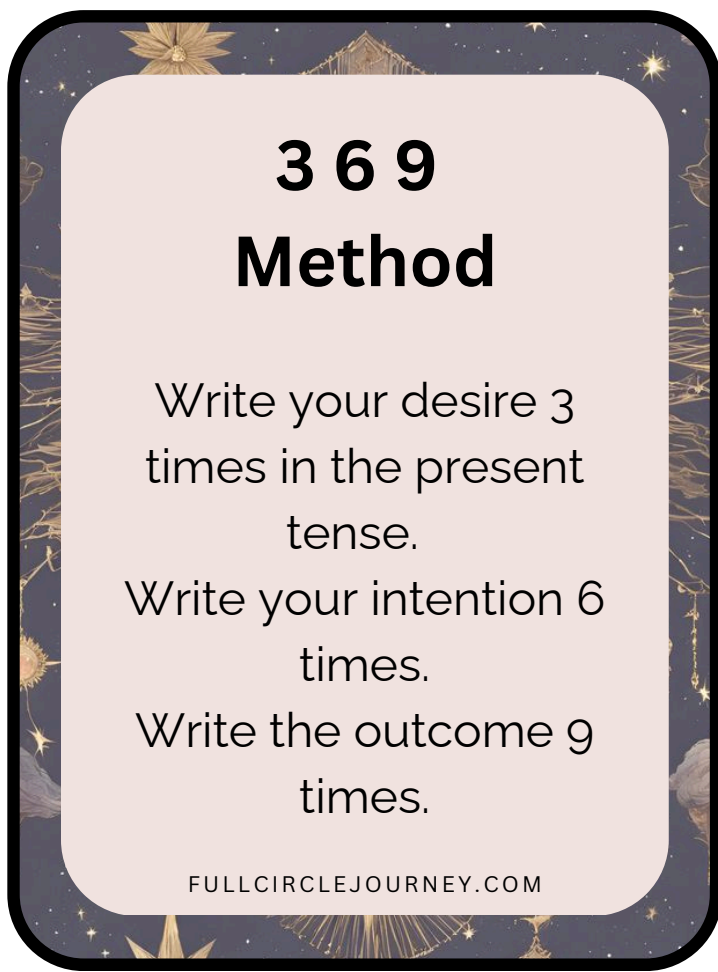 3 6 9
Method
Write your desire 3
times in the present
tense.
Write your intention 6
times.
Write the outcome 9
times.
FULLCIRCLEJOURNEY.COM